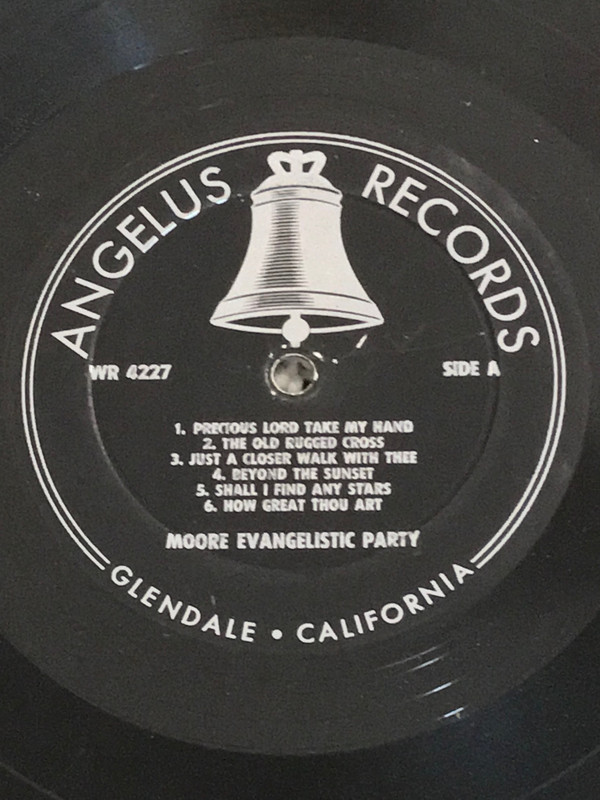 ANGELUS RECORDS
WR 4227
SIDE A
1. PRECIOUS LORD TAKE MY HAND
2. THE OLD RUGGED CROSS
3. JUST A CLOSER WALK WITH THEE
4. BEYOND THE SUNSET
5. SHALL I FIND ANY STARS
6. HOW GREAT THOU ART
MOORE EVANGELISTIC PARTY
GLENDALE • CALIFORNIA